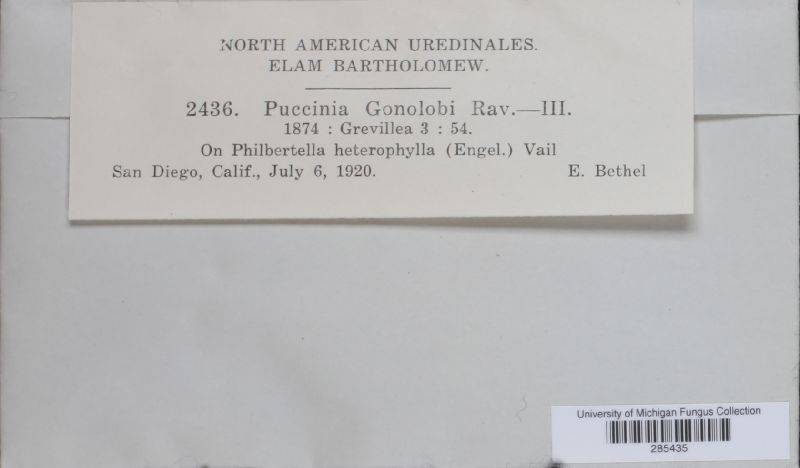 NORTH AMERICAN UREDINALES.
ELAM BARTHOLOMEW.
2436. Puccinia Gonolobi Rav.—III.
1874 : Grevillea 3 : 54.
On Philbertella heterophylla (Engel.) Vail
San Diego, Calif., July 6, 1920. E. Bethel
University of Michigan Fungus Collection
285435